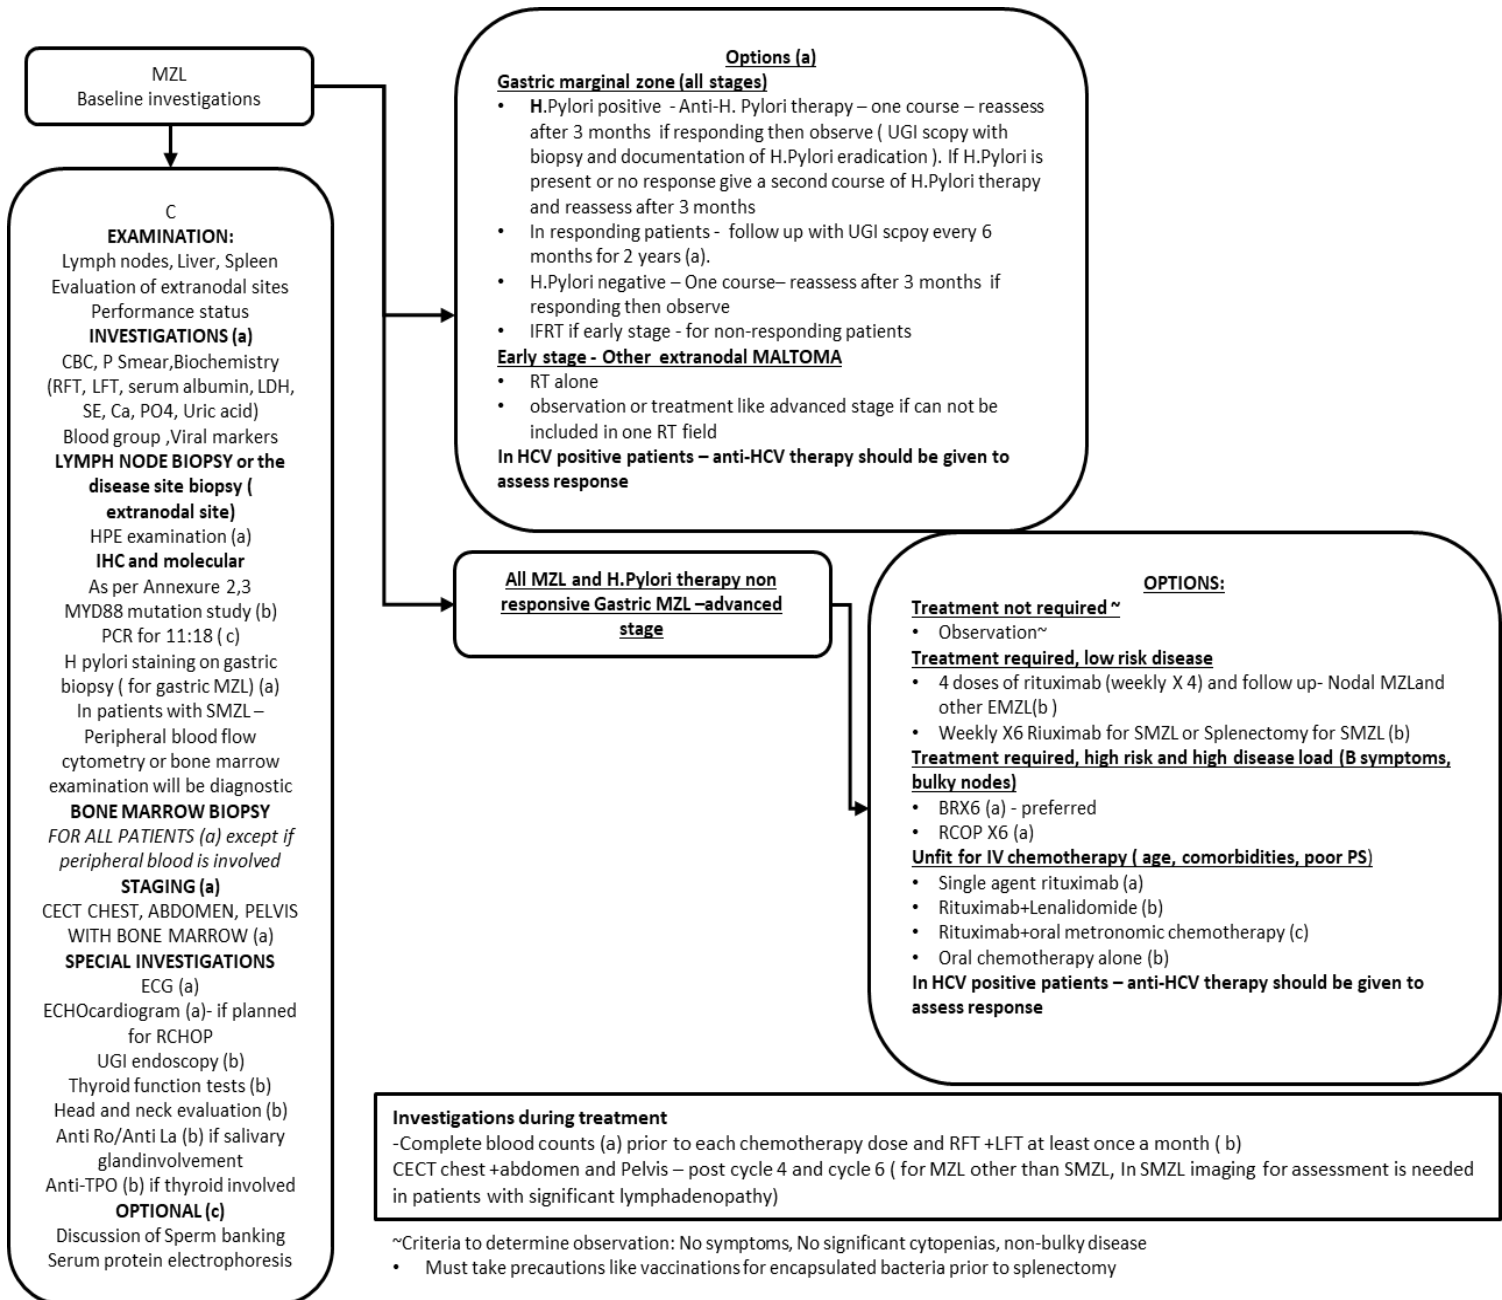 MZL
Baseline investigations
C
EXAMINATION:
Lymph nodes, Liver, Spleen
Evaluation of extranodal sites
Performance status
INVESTIGATIONS (a)
CBC, P Smear,Biochemistry
(RFT, LFT, serum albumin, LDH,
SE, Ca, PO4, Uric acid)
Blood group ,Viral markers
LYMPH NODE BIOPSY or the
disease site biopsy (
extranodal site)
HPE examination (a)
IHC and molecular
As per Annexure 2,3
MYD88 mutation study (b)
PCR for 11:18 ( c)
H pylori staining on gastric
biopsy ( for gastric MZL) (a)
In patients with SMZL –
Peripheral blood flow
cytometry or bone marrow
examination will be diagnostic
BONE MARROW BIOPSY
FOR ALL PATIENTS (a) except if
peripheral blood is involved
STAGING (a)
CECT CHEST, ABDOMEN, PELVIS
WITH BONE MARROW (a)
SPECIAL INVESTIGATIONS
ECG (a)
ECHOcardiogram (a)- if planned
for RCHOP
UGI endoscopy (b)
Thyroid function tests (b)
Head and neck evaluation (b)
Anti Ro/Anti La (b) if salivary
glandinvolvement
Anti-TPO (b) if thyroid involved
OPTIONAL (c)
Discussion of Sperm banking
Serum protein electrophoresis
Options (a)
Gastric marginal zone (all stages)
• H.Pylori positive - Anti-H. Pylori therapy – one course – reassess
after 3 months if responding then observe ( UGI scopy with
biopsy and documentation of H.Pylori eradication ). If H.Pylori is
present or no response give a second course of H.Pylori therapy
and reassess after 3 months
• In responding patients - follow up with UGI scpoy every 6
months for 2 years (a).
• H.Pylori negative – One course– reassess after 3 months if
responding then observe
• IFRT if early stage - for non-responding patients
Early stage - Other extranodal MALTOMA
• RT alone
• observation or treatment like advanced stage if can not be
included in one RT field
In HCV positive patients – anti-HCV therapy should be given to
assess response
All MZL and H.Pylori therapy non
responsive Gastric MZL –advanced
stage
OPTIONS:
Treatment not required ~
• Observation~
Treatment required, low risk disease
• 4 doses of rituximab (weekly X 4) and follow up- Nodal MZLand
other EMZL(b )
• Weekly X6 Riuximab for SMZL or Splenectomy for SMZL (b)
Treatment required, high risk and high disease load (B symptoms,
bulky nodes)
• BRX6 (a) - preferred
• RCOP X6 (a)
Unfit for IV chemotherapy ( age, comorbidities, poor PS)
• Single agent rituximab (a)
• Rituximab+Lenalidomide (b)
• Rituximab+oral metronomic chemotherapy (c)
• Oral chemotherapy alone (b)
In HCV positive patients – anti-HCV therapy should be given to
assess response
Investigations during treatment
-Complete blood counts (a) prior to each chemotherapy dose and RFT +LFT at least once a month ( b)
CECT chest +abdomen and Pelvis – post cycle 4 and cycle 6 ( for MZL other than SMZL, In SMZL imaging for assessment is needed
in patients with significant lymphadenopathy)
~Criteria to determine observation: No symptoms, No significant cytopenias, non-bulky disease
• Must take precautions like vaccinations for encapsulated bacteria prior to splenectomy